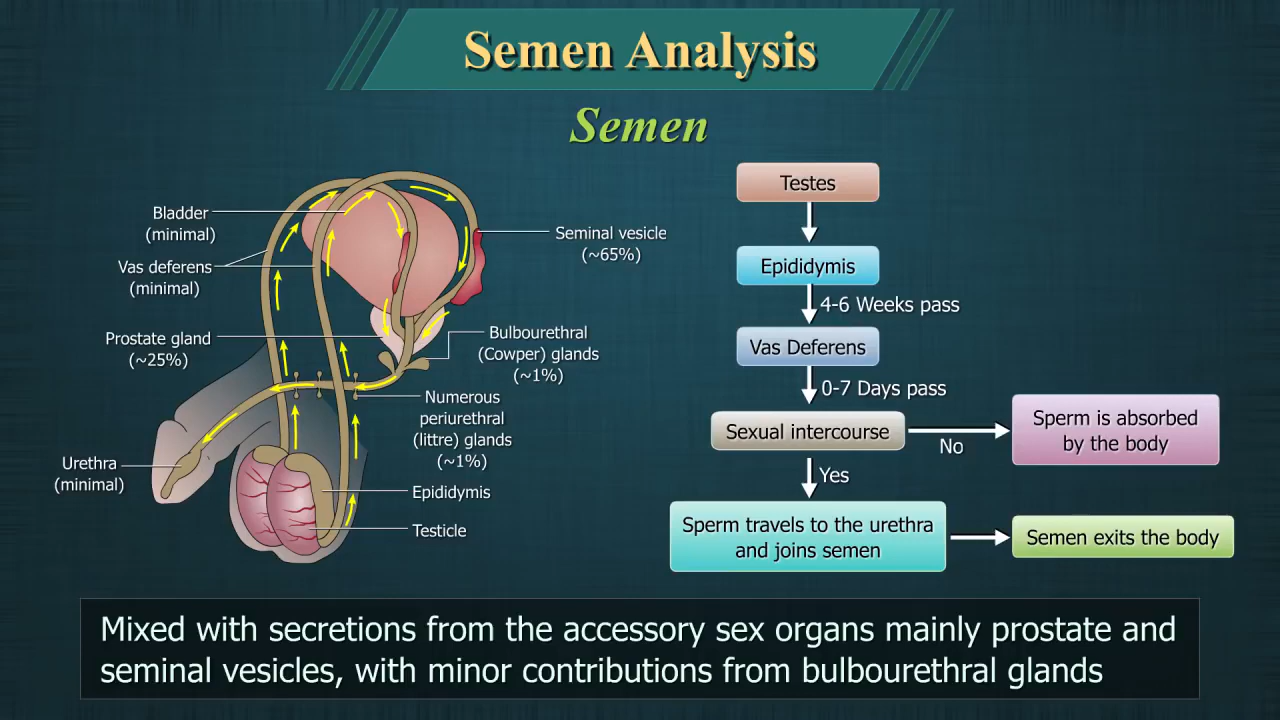 Semen Analysis
Semen
Bladder
(minimal)
Vas deferens
(minimal)
Prostate gland
(~25%)
Urethra
(minimal)
Seminal vesicle
(~65%)
Bulbourethral
(Cowper) glands
(~1%)
Numerous
periurethral
(littre) glands
(~1%)
Epididymis
Testicle
Testes
Epididymis
4-6 Weeks pass
Vas Deferens
0-7 Days pass
Sexual intercourse
No
Sperm is absorbed
by the body
Yes
Sperm travels to the urethra
and joins semen
Semen exits the body
Mixed with secretions from the accessory sex organs mainly prostate and
seminal vesicles, with minor contributions from bulbourethral glands